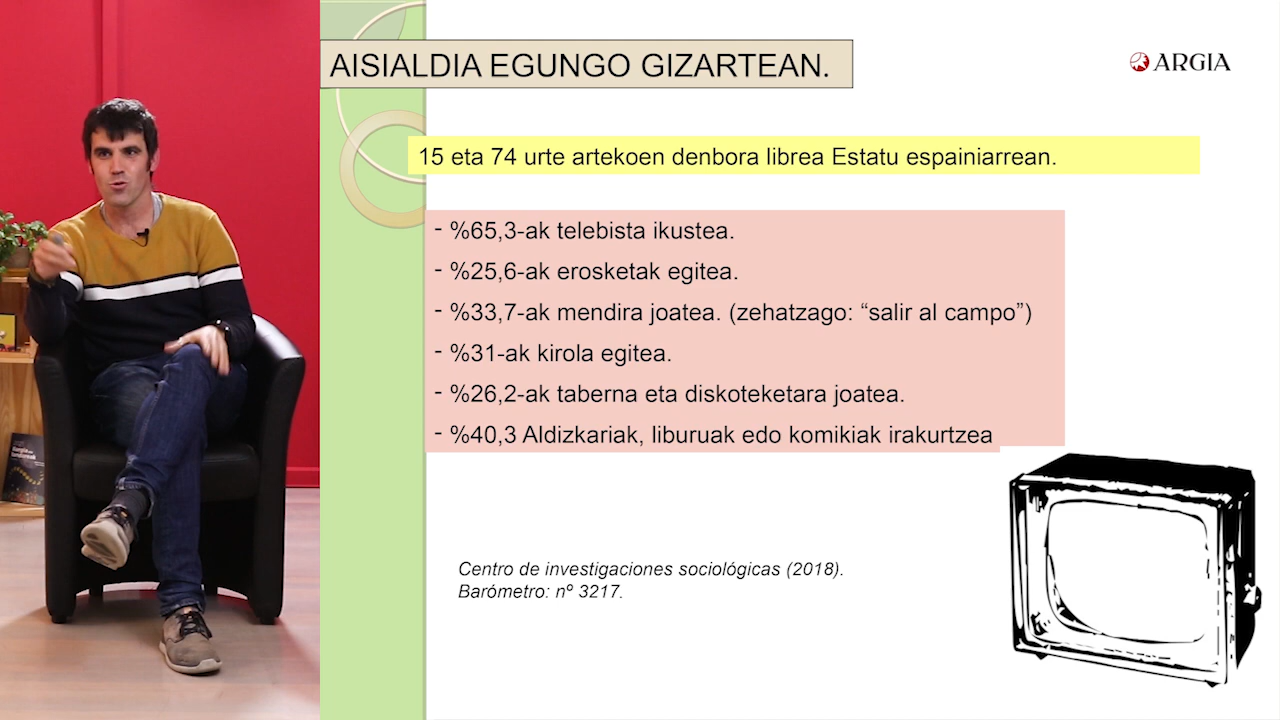 AISIALDIA EGUNGO GIZARTEAN.
ARGIA
15 eta 74 urte artekoen denbora librea Estatu espainiarrean.
- %65,3-ak telebista ikustea.
- %25,6-ak erosketak egitea.
- %33,7-ak mendira joatea. (zehatzago: “salir al campo”)
- %31-ak kirola egitea.
- %26,2-ak taberna eta diskoteketara joatea.
- %40,3 Aldizkariak, liburuak edo komikiak irakurtzea
Centro de investigaciones sociológicas (2018).
Barómetro: nº 3217.